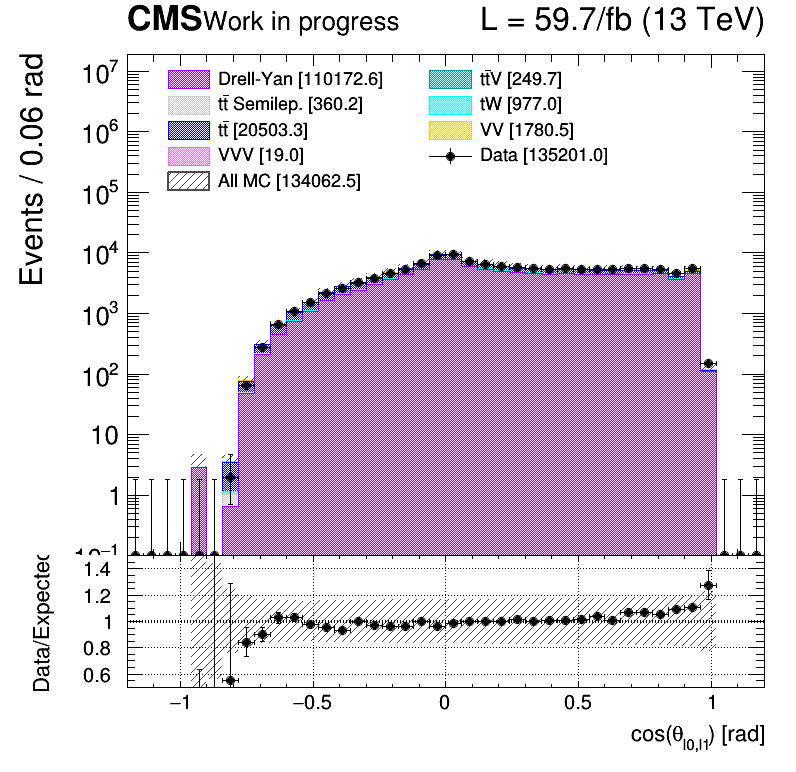 CMS Work in progress L = 59.7/fb (13 TeV)
Events / 0.06 rad
10⁷
10⁶
10⁵
10⁴
10³
10²
10
1
10⁻¹
Drell-Yan [110172.6]
tt̄ Semilep. [360.2]
tt̄ [20503.3]
VVV [19.0]
All MC [134062.5]
tt̄V [249.7]
tW [977.0]
VV [1780.5]
Data [135201.0]
Data/Expected
1.4
1.2
1
0.8
0.6
−1 −0.5 0 0.5 1
cos(θ_l0,l1) [rad]